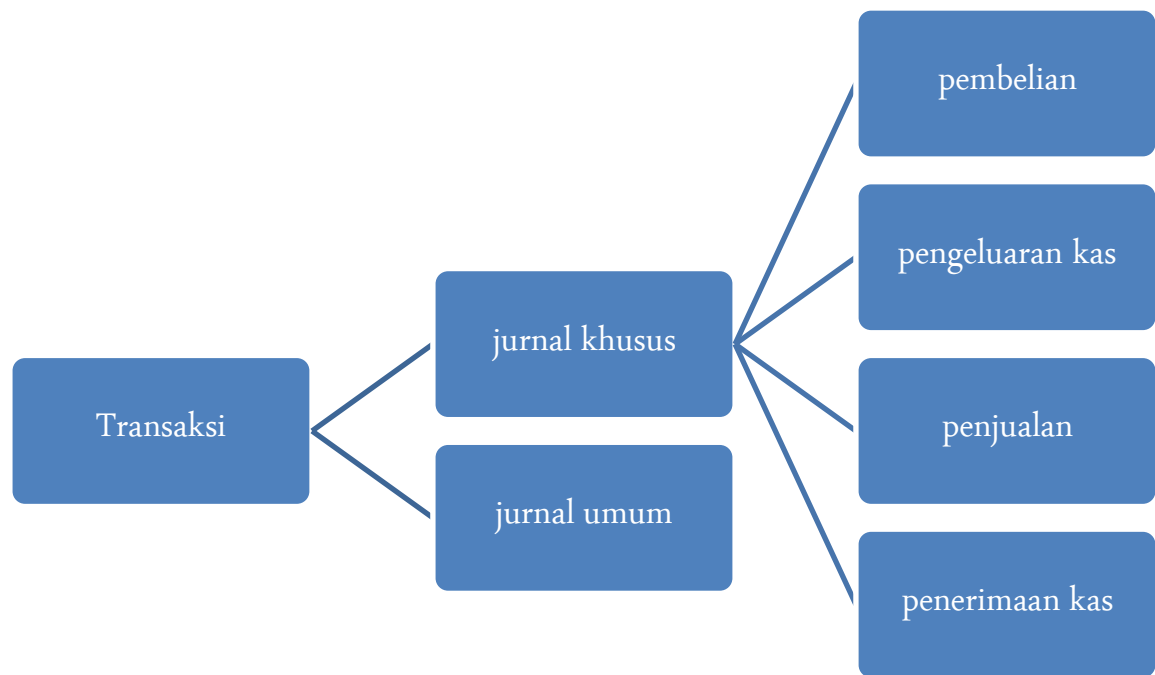 Transaksi
jurnal khusus
jurnal umum
pembelian
pengeluaran kas
penjualan
penerimaan kas